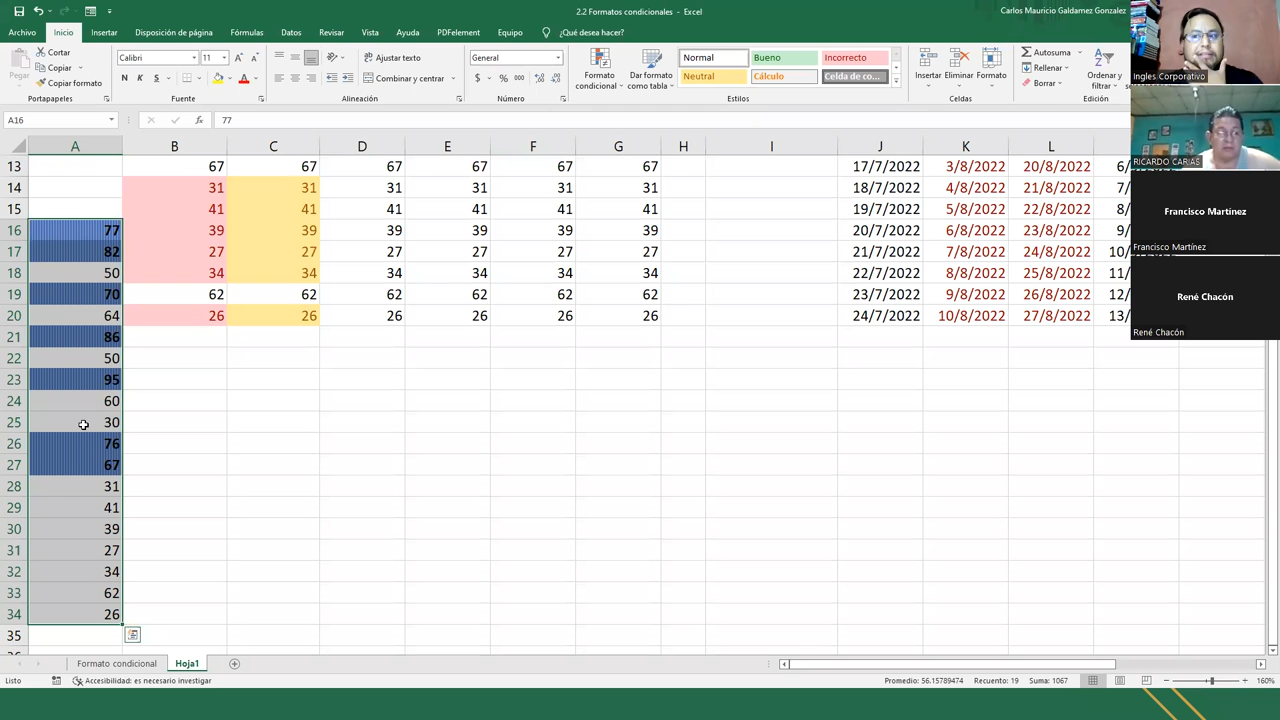 2.2 Formatos condicionales - Excel
Carlos Mauricio Galdamez Gonzalez
Archivo Inicio Insertar Disposición de página Fórmulas Datos Revisar Vista Ayuda PDFelement Equipo ¿Qué desea hacer?
Pegar
Cortar
Copiar
Copiar formato
Portapapeles
Calibri 11
N K S
Fuente
Ajustar texto
Combinar y centrar
Alineación
General
$ % 000
Número
Formato condicional
Dar formato como tabla
Normal Bueno Incorrecto
Neutral Cálculo Celda de co...
Estilos
Insertar Eliminar Formato
Celdas
Autosuma
Rellenar
Borrar
Ordenar y filtrar
Edición
Ingles Corporativo
A16 fx 77
A B C D E F G H I J K L
13 67 67 67 67 67 67 17/7/2022 3/8/2022 20/8/2022 6/
14 31 31 31 31 31 31 18/7/2022 4/8/2022 21/8/2022 7/
15 41 41 41 41 41 41 19/7/2022 5/8/2022 22/8/2022 8/
16 77 39 39 39 39 39 39 20/7/2022 6/8/2022 23/8/2022 9/
17 82 27 27 27 27 27 27 21/7/2022 7/8/2022 24/8/2022 10/
18 50 34 34 34 34 34 34 22/7/2022 8/8/2022 25/8/2022 11/
19 70 62 62 62 62 62 62 23/7/2022 9/8/2022 26/8/2022 12/
20 64 26 26 26 26 26 26 24/7/2022 10/8/2022 27/8/2022 13/
21 86
22 50
23 95
24 60
25 30
26 76
27 67
28 31
29 41
30 39
31 27
32 34
33 62
34 26
35
RICARDO CARIAS
Francisco Martínez
Francisco Martínez
René Chacón
René Chacón
Formato condicional Hoja1
Listo Accesibilidad: es necesario investigar Promedio: 56.15789474 Recuento: 19 Suma: 1067 160%